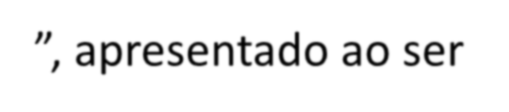 ”, apresentado ao ser